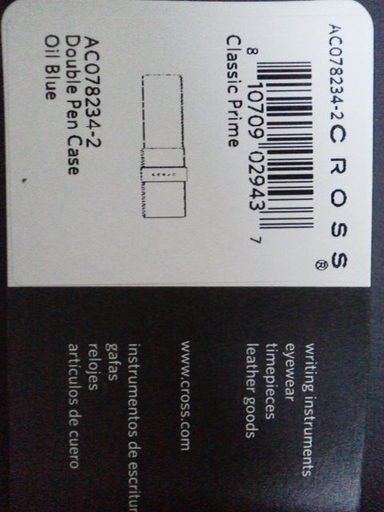 AC078234-2
CROSS®
8 10709 02943 7
Classic Prime
AC078234-2
Double Pen Case
Oil Blue
writing instruments
eyewear
timepieces
leather goods
www.cross.com
instrumentos de escritur
gafas
relojes
artículos de cuero